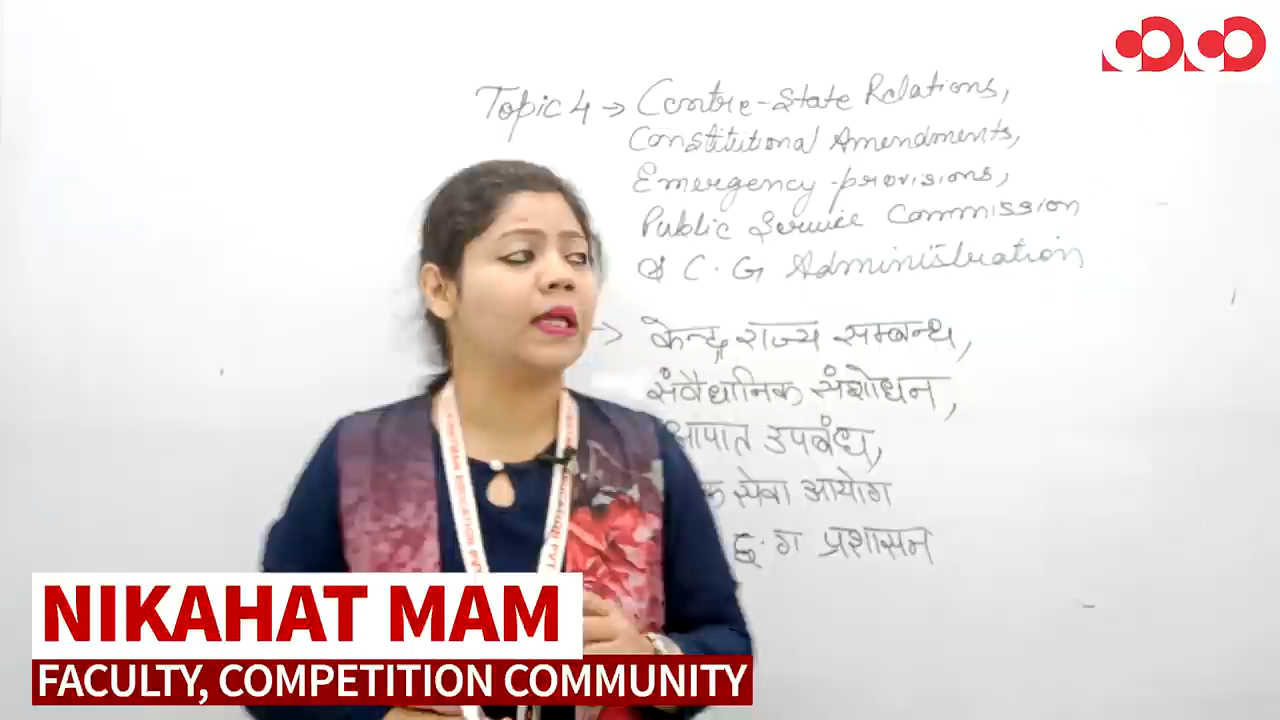 Topic 4 → Centre-State Relations,
Constitutional Amendments,
Emergency provisions,
Public Service Commission
& C.G Administration
→ केन्द्र राज्य सम्बन्ध,
संवैधानिक संशोधन,
आपात उपबंध,
सेवा आयोग
छ.ग प्रशासन
NIKAHAT MAM
FACULTY, COMPETITION COMMUNITY